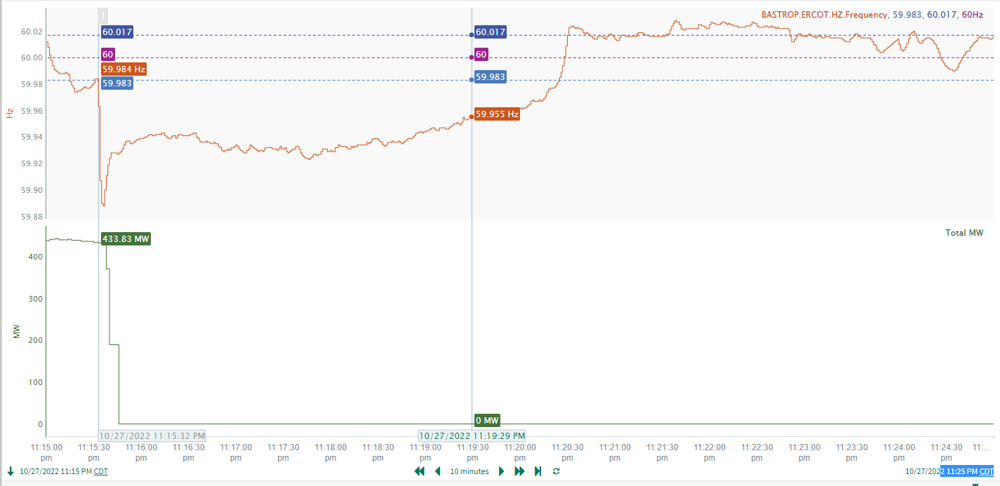 1
BASTROP.ERCOT.HZ.Frequency, 59.983, 60.017, 60Hz
60.02
60.00
59.98
59.96
59.94
59.92
59.90
59.88
Hz
60.017
60
59.984 Hz
59.983
60.017
60
59.983
59.955 Hz
Total MW
433.83 MW
400
300
200
100
0
MW
0 MW
10/27/2022 11:15:32 PM
10/27/2022 11:19:29 PM
11:15:00 pm
11:15:30 pm
11:16:00 pm
11:16:30 pm
11:17:00 pm
11:17:30 pm
11:18:00 pm
11:18:30 pm
11:19:00 pm
11:19:30 pm
11:20:00 pm
11:20:30 pm
11:21:00 pm
11:21:30 pm
11:22:00 pm
11:22:30 pm
11:23:00 pm
11:23:30 pm
11:24:00 pm
11:24:30 pm
11:...
10/27/2022 11:15 PM CDT
10 minutes
10/27/2022 11:25 PM CDT